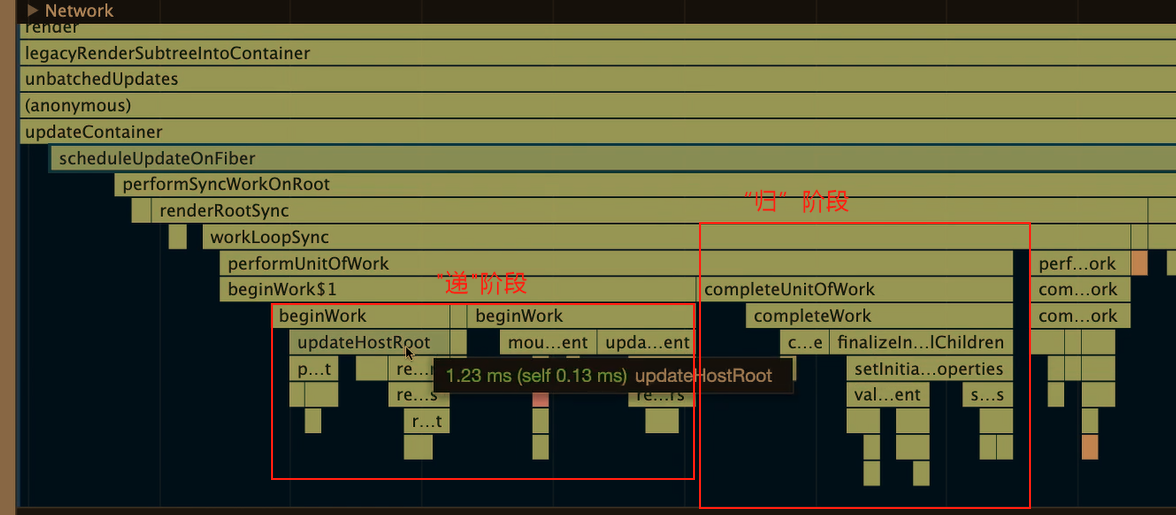 Network
render
legacyRenderSubtreeIntoContainer
unbatchedUpdates
(anonymous)
updateContainer
scheduleUpdateOnFiber
performSyncWorkOnRoot
“归” 阶段
renderRootSync
workLoopSync
performUnitOfWork perf…ork
“递”阶段
beginWork$1 completeUnitOfWork com…ork
beginWork beginWork completeWork com…ork
updateHostRoot mou…ent upda…ent c…e finalizeIn…lChildren
p…t re… setInitia…operties
1.23 ms (self 0.13 ms) updateHostRoot
re…s re…rs val…ent s…s
r…t